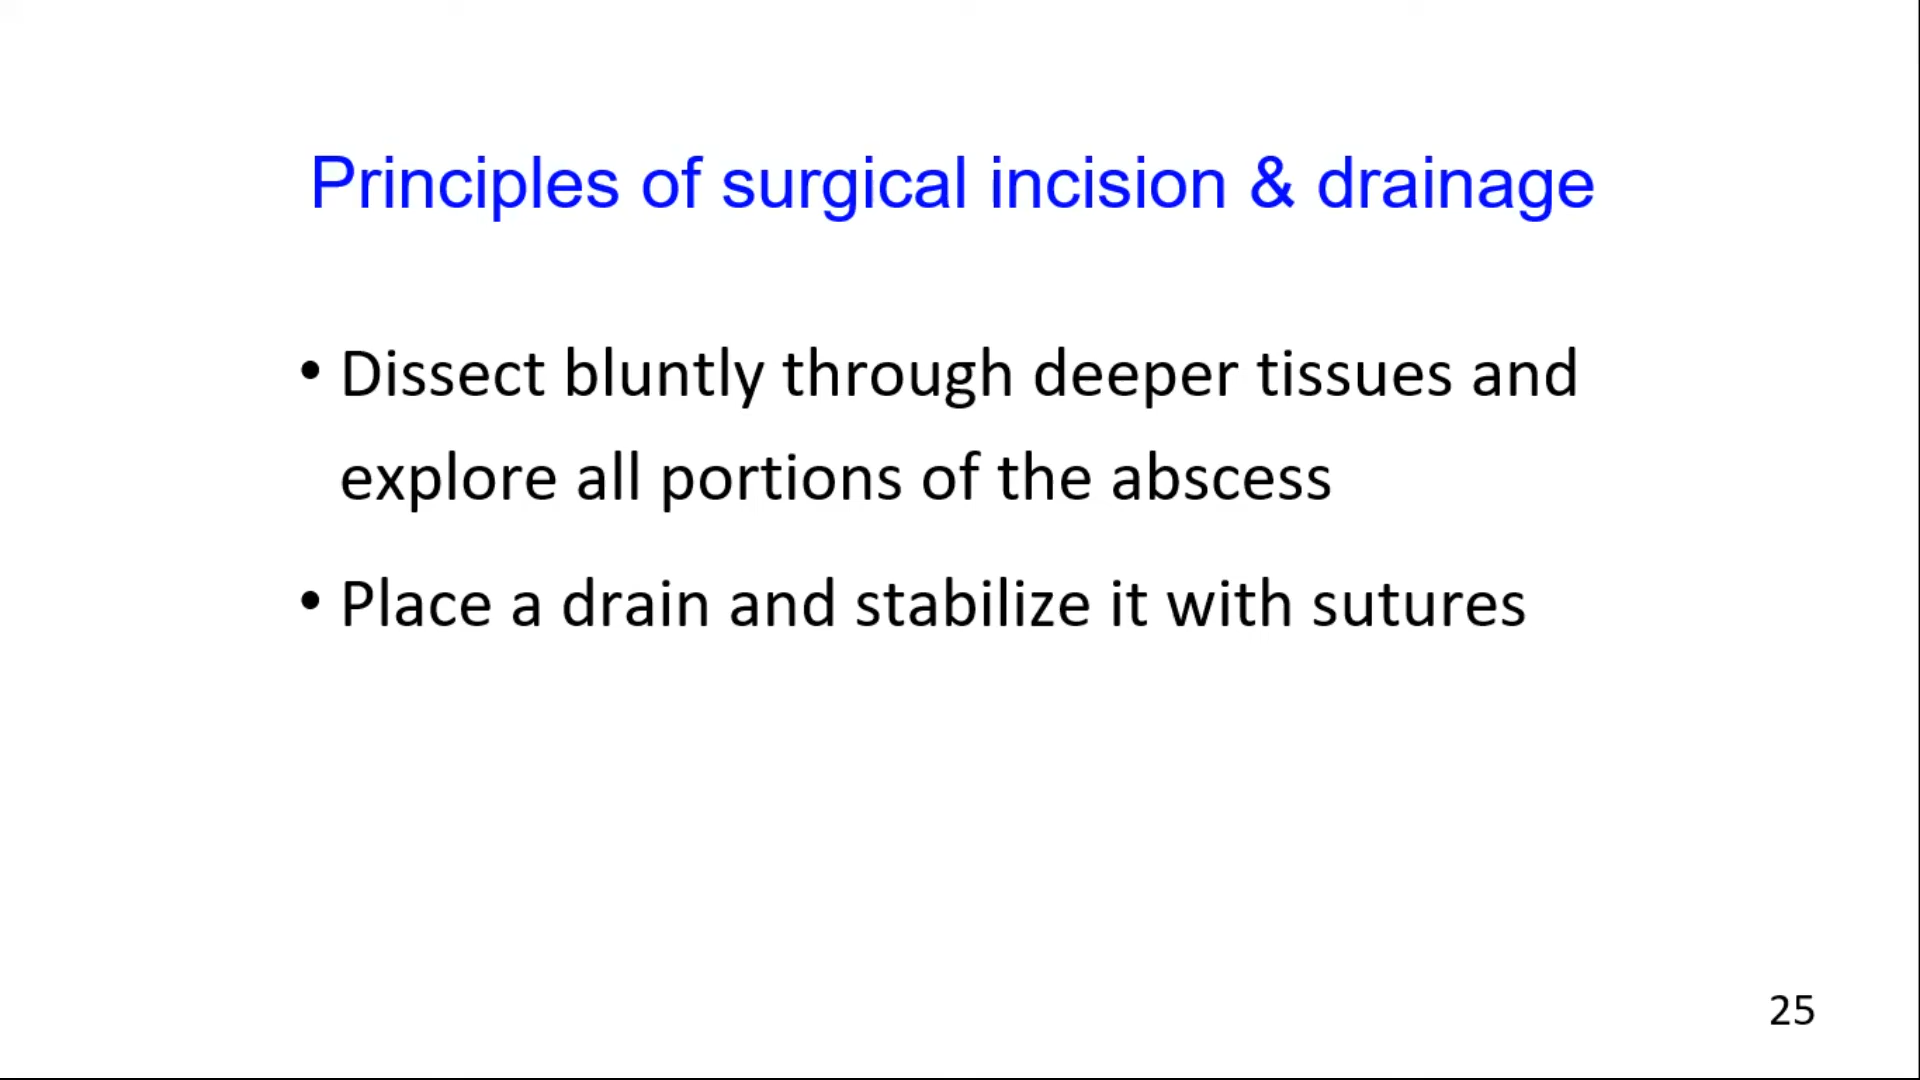 Principles of surgical incision & drainage
• Dissect bluntly through deeper tissues and
explore all portions of the abscess
• Place a drain and stabilize it with sutures
25